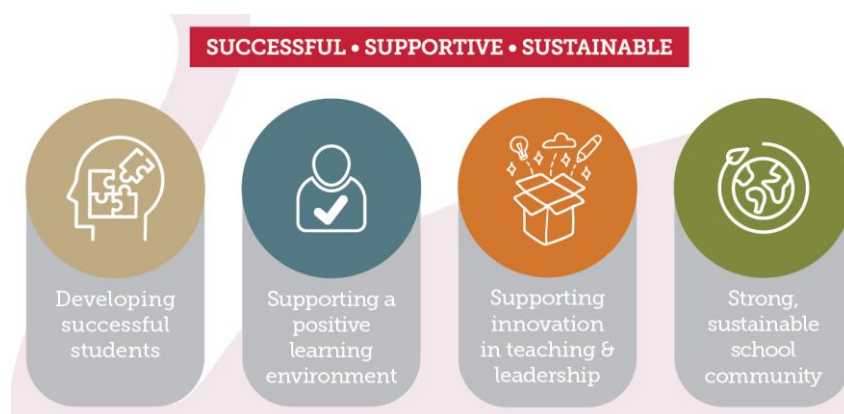 SUCCESSFUL • SUPPORTIVE • SUSTAINABLE
Developing
successful
students
Supporting a
positive
learning
environment
Supporting
innovation
in teaching &
leadership
Strong,
sustainable
school
community